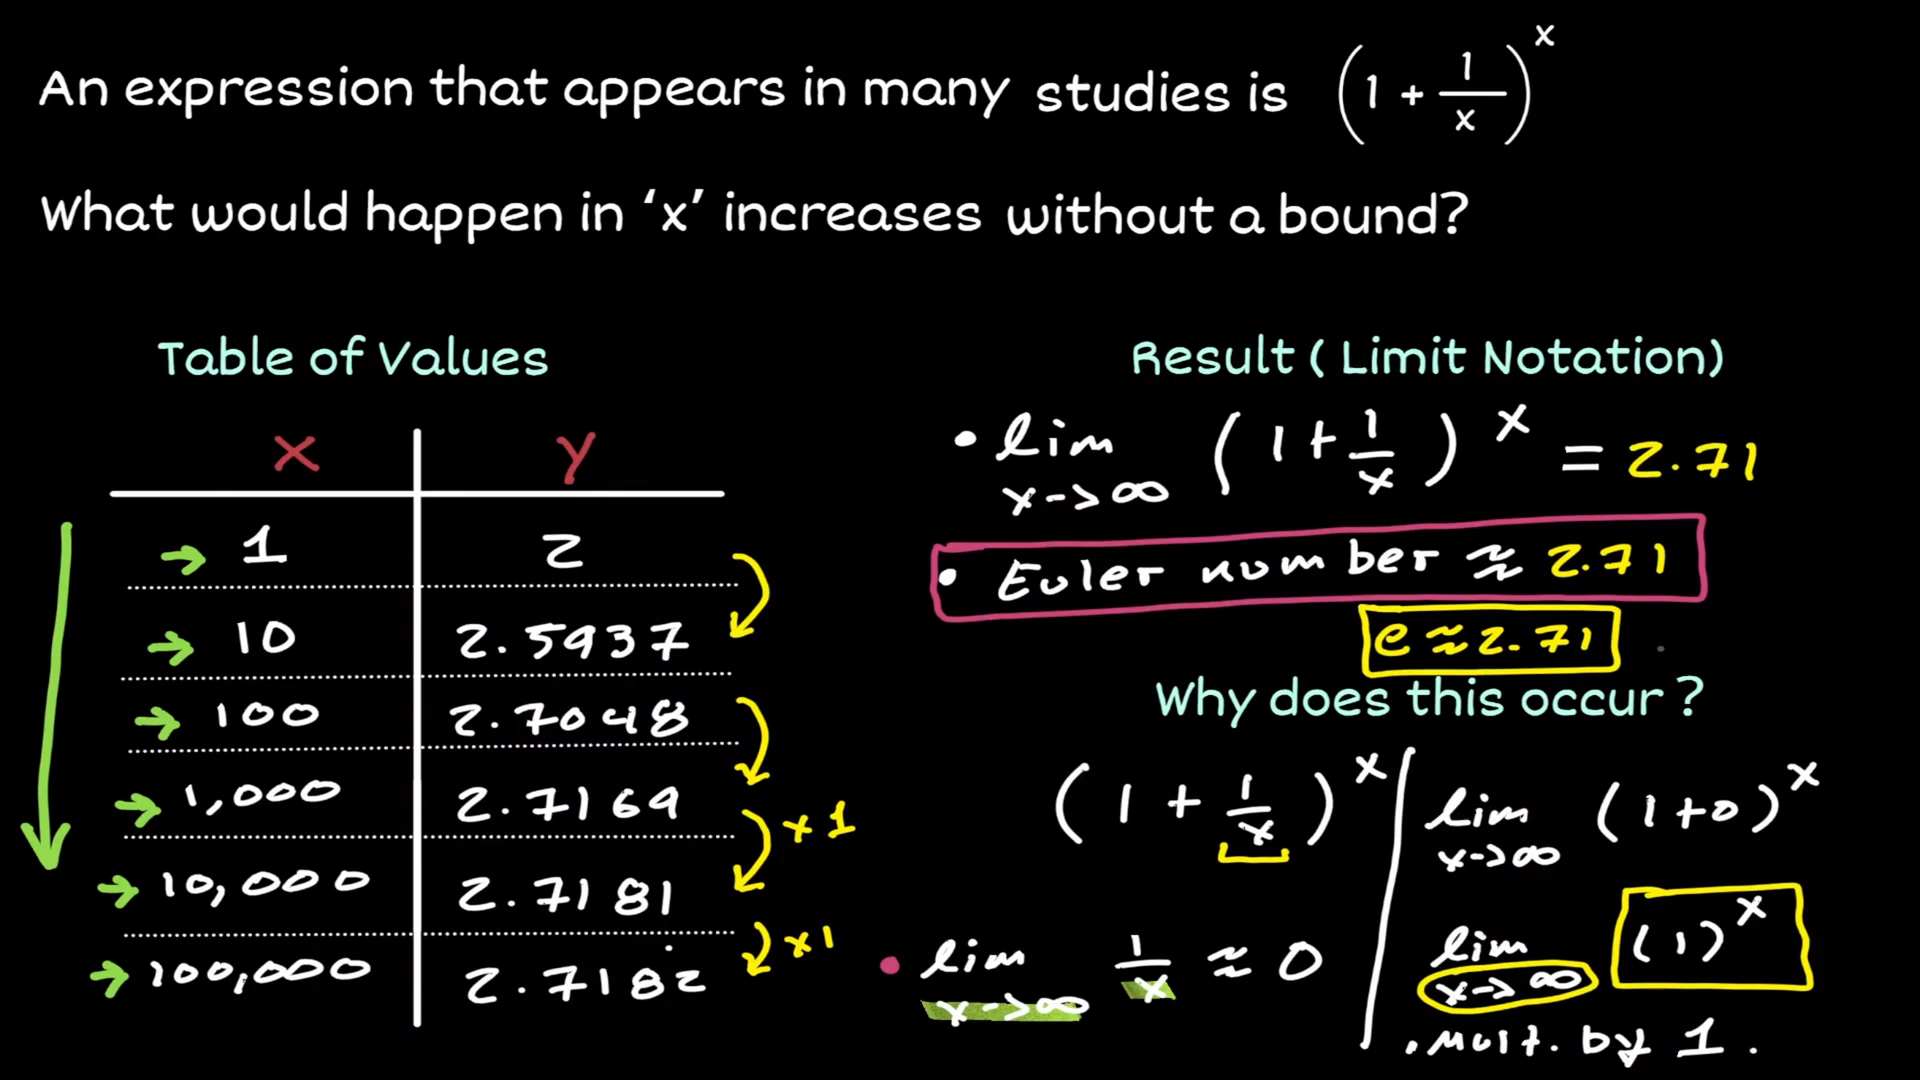 An expression that appears in many studies is (1 + 1/x)^x
What would happen in ‘x’ increases without a bound?
Table of Values
x y
1 2
10 2.5937
100 2.7048
1,000 2.7169
x 1
10,000 2.7181
x 1
100,000 2.7182
Result ( Limit Notation)
• lim x->∞ (1 + 1/x)^x = 2.71
• Euler number ≈ 2.71
e ≈ 2.71
Why does this occur ?
(1 + 1/x)^x
• lim x->∞ 1/x ≈ 0
lim x->∞ (1+0)^x
lim x->∞ (1)^x
. Mult. by 1 .